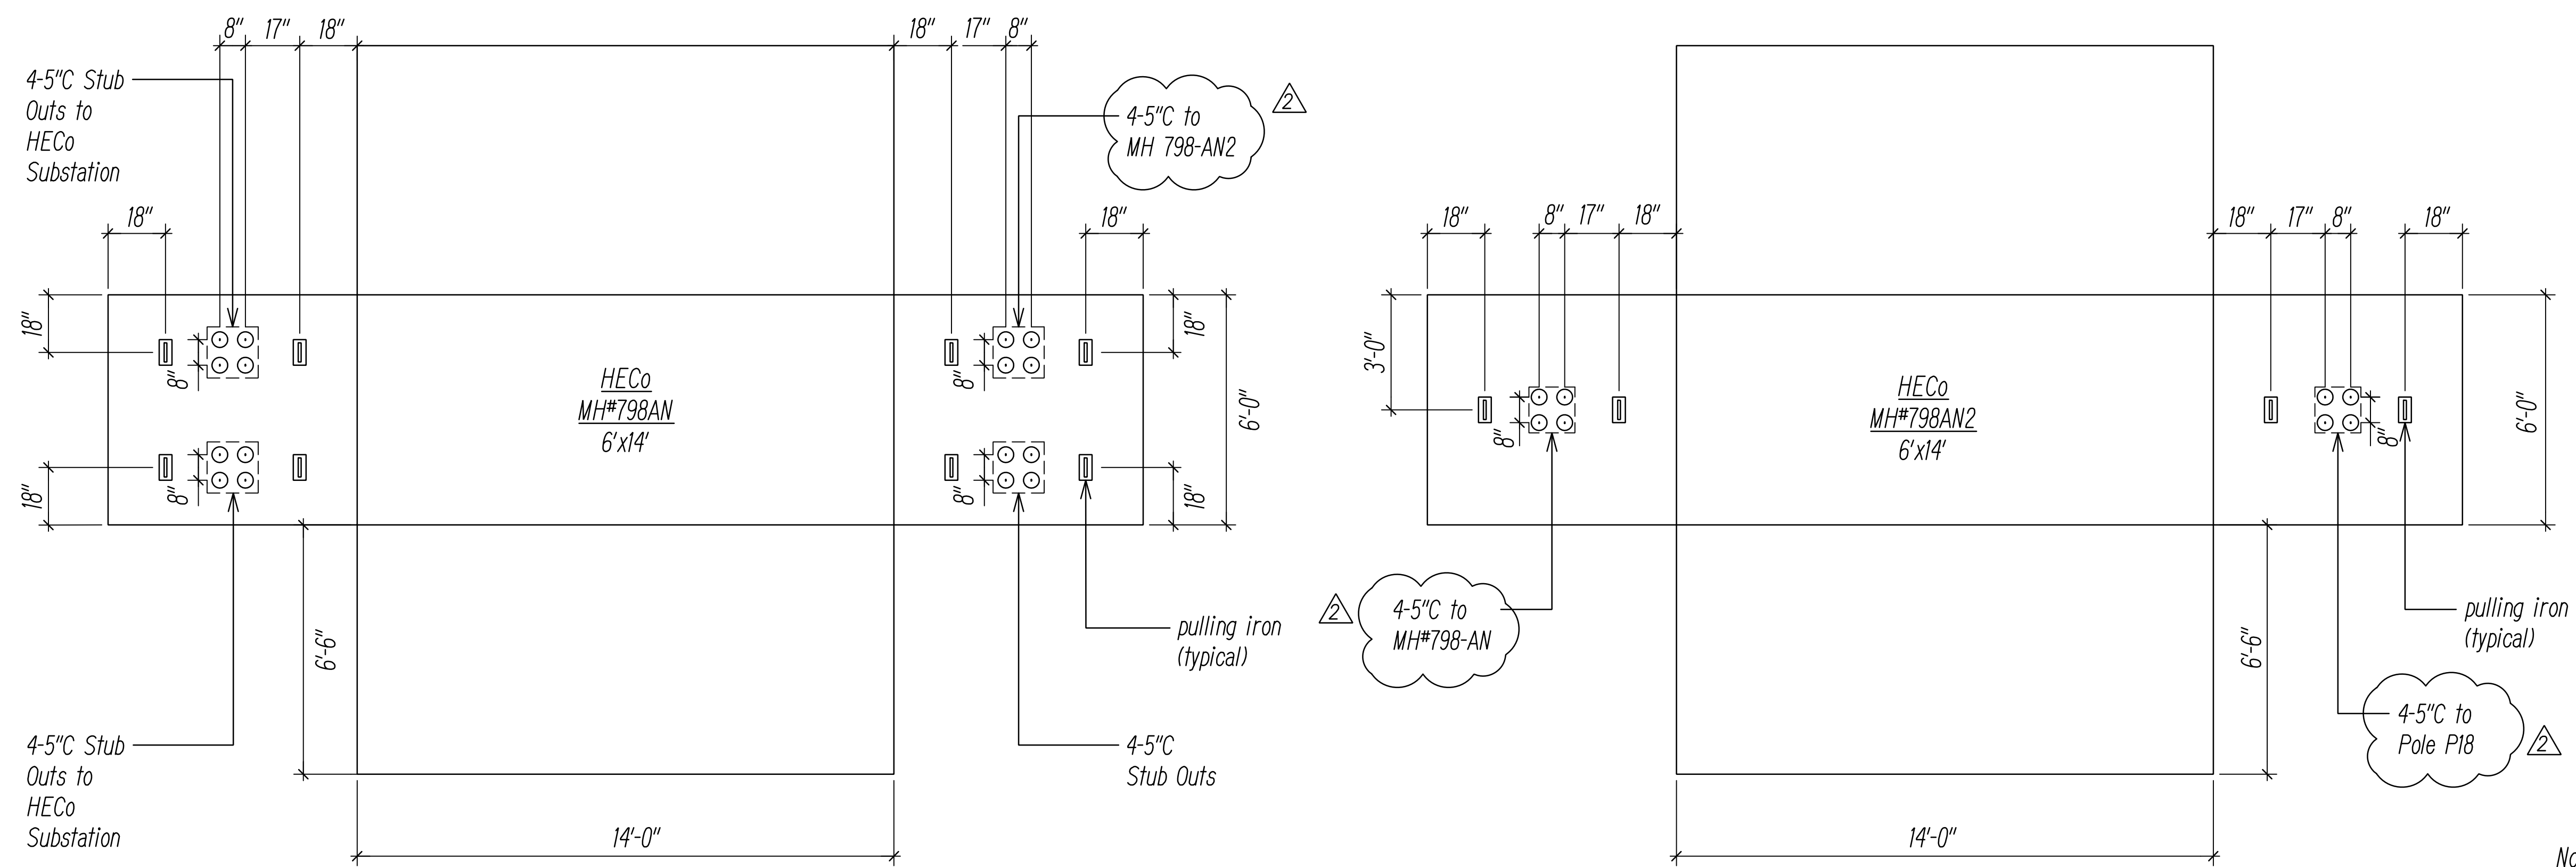 8" 17" 18"
18" 17" 8"
4-5"C Stub
Outs to
HECo
Substation
4-5"C to
MH 798-AN2
2
18"
18"
18"
18"
8"
8"
18"
6'-0"
HECo
MH#798AN
6'x14'
18"
8"
8"
18"
6'-6"
pulling iron
(typical)
4-5"C Stub
Outs to
HECo
Substation
4-5"C
Stub Outs
14'-0"
18" 8" 17" 18"
18" 17" 8" 18"
3'-0"
8"
HECo
MH#798AN2
6'x14'
8"
6'-0"
2
4-5"C to
MH#798-AN
6'-6"
pulling iron
(typical)
4-5"C to
Pole P18
2
14'-0"